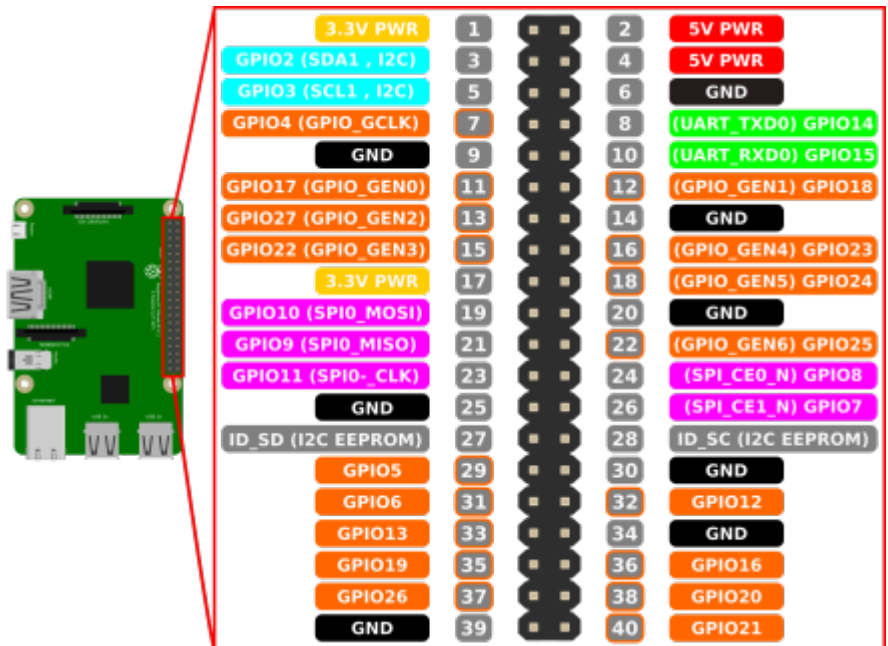 3.3V PWR 1 2 5V PWR
GPIO2 (SDA1 , I2C) 3 4 5V PWR
GPIO3 (SCL1 , I2C) 5 6 GND
GPIO4 (GPIO_GCLK) 7 8 (UART_TXD0) GPIO14
GND 9 10 (UART_RXD0) GPIO15
GPIO17 (GPIO_GEN0) 11 12 (GPIO_GEN1) GPIO18
GPIO27 (GPIO_GEN2) 13 14 GND
GPIO22 (GPIO_GEN3) 15 16 (GPIO_GEN4) GPIO23
3.3V PWR 17 18 (GPIO_GEN5) GPIO24
GPIO10 (SPI0_MOSI) 19 20 GND
GPIO9 (SPI0_MISO) 21 22 (GPIO_GEN6) GPIO25
GPIO11 (SPI0-_CLK) 23 24 (SPI_CE0_N) GPIO8
GND 25 26 (SPI_CE1_N) GPIO7
ID_SD (I2C EEPROM) 27 28 ID_SC (I2C EEPROM)
GPIO5 29 30 GND
GPIO6 31 32 GPIO12
GPIO13 33 34 GND
GPIO19 35 36 GPIO16
GPIO26 37 38 GPIO20
GND 39 40 GPIO21